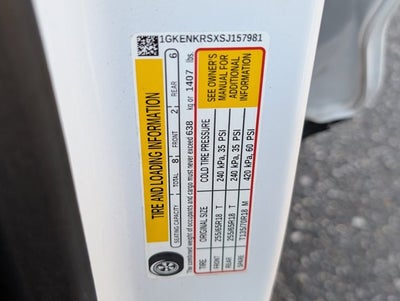 1GKENKRSXSJ157981
TIRE AND LOADING INFORMATION
SEATING CAPACITY TOTAL 8 FRONT 2 REAR 6
The combined weight of occupants and cargo must never exceed 638 kg or 1407 lbs.
TIRE ORIGINAL SIZE COLD TIRE PRESSURE
FRONT 255/65R18 T 240 kPa, 35 PSI
REAR 255/65R18 T 240 kPa, 35 PSI
SPARE T135/70R18 M 420 kPa, 60 PSI
SEE OWNER'S
MANUAL FOR
ADDITIONAL
INFORMATION